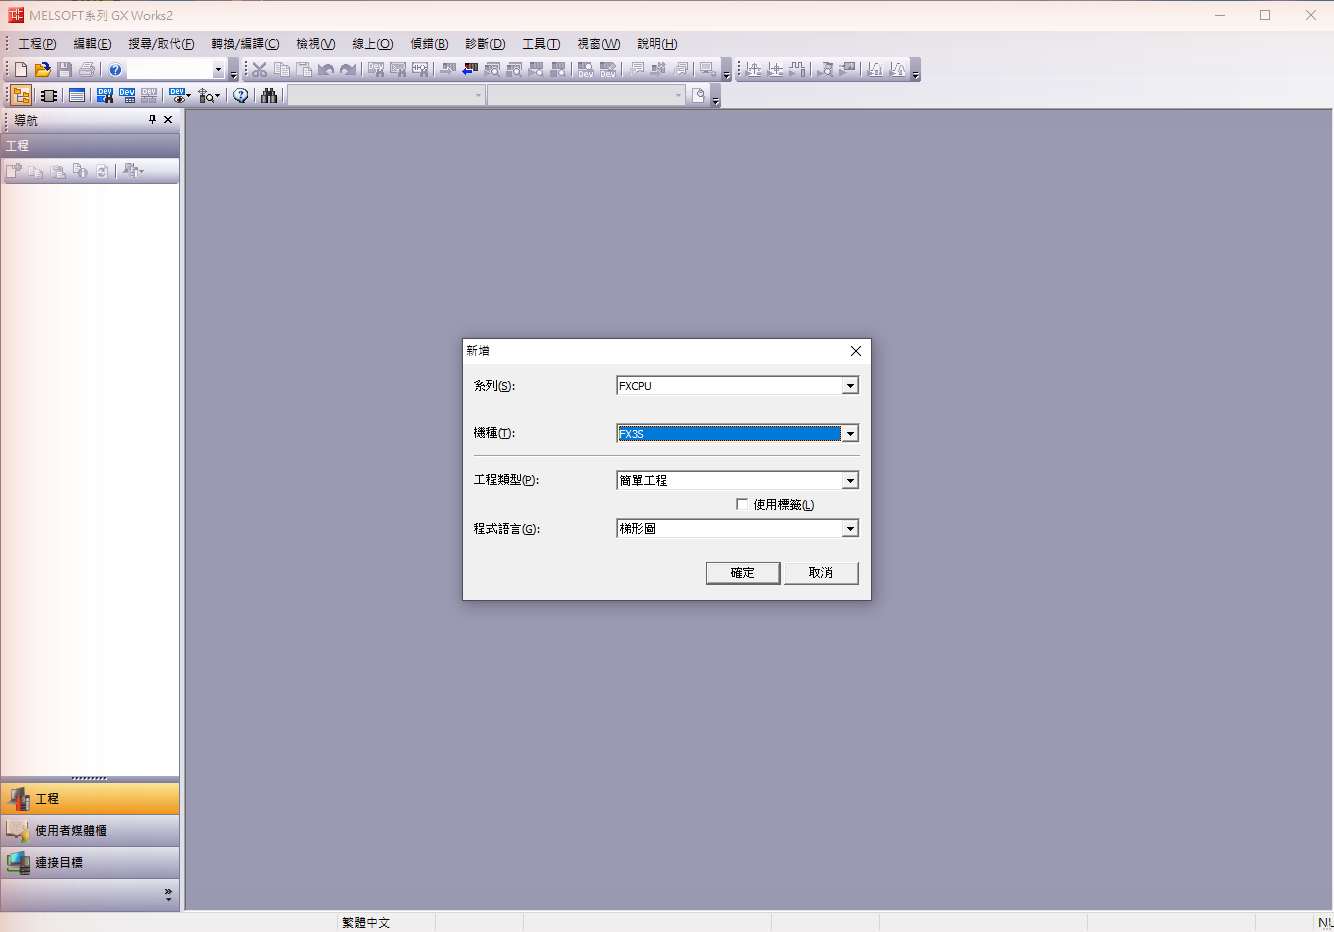 MELSOFT系列 GX Works2
工程(P) 編輯(E) 搜尋/取代(F) 轉換/編譯(C) 檢視(V) 線上(O) 偵錯(B) 診斷(D) 工具(T) 視窗(W) 說明(H)
導航
工程
新增
系列(S): FXCPU
機種(T): FX3S
工程類型(P): 簡單工程
使用標籤(L)
程式語言(G): 梯形圖
確定 取消
工程
使用者媒體櫃
連接目標
繁體中文